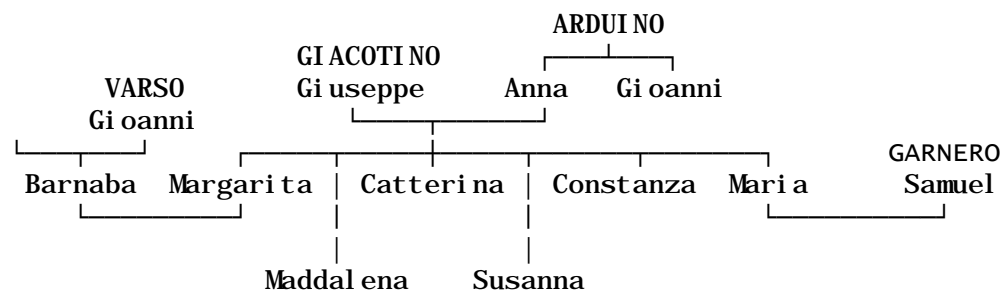 ARDUINO
GIACOTINO
VARSO Giuseppe Anna Gioanni
Gioanni
GARNERO
Barnaba Margarita Catterina Constanza Maria Samuel
Maddalena Susanna